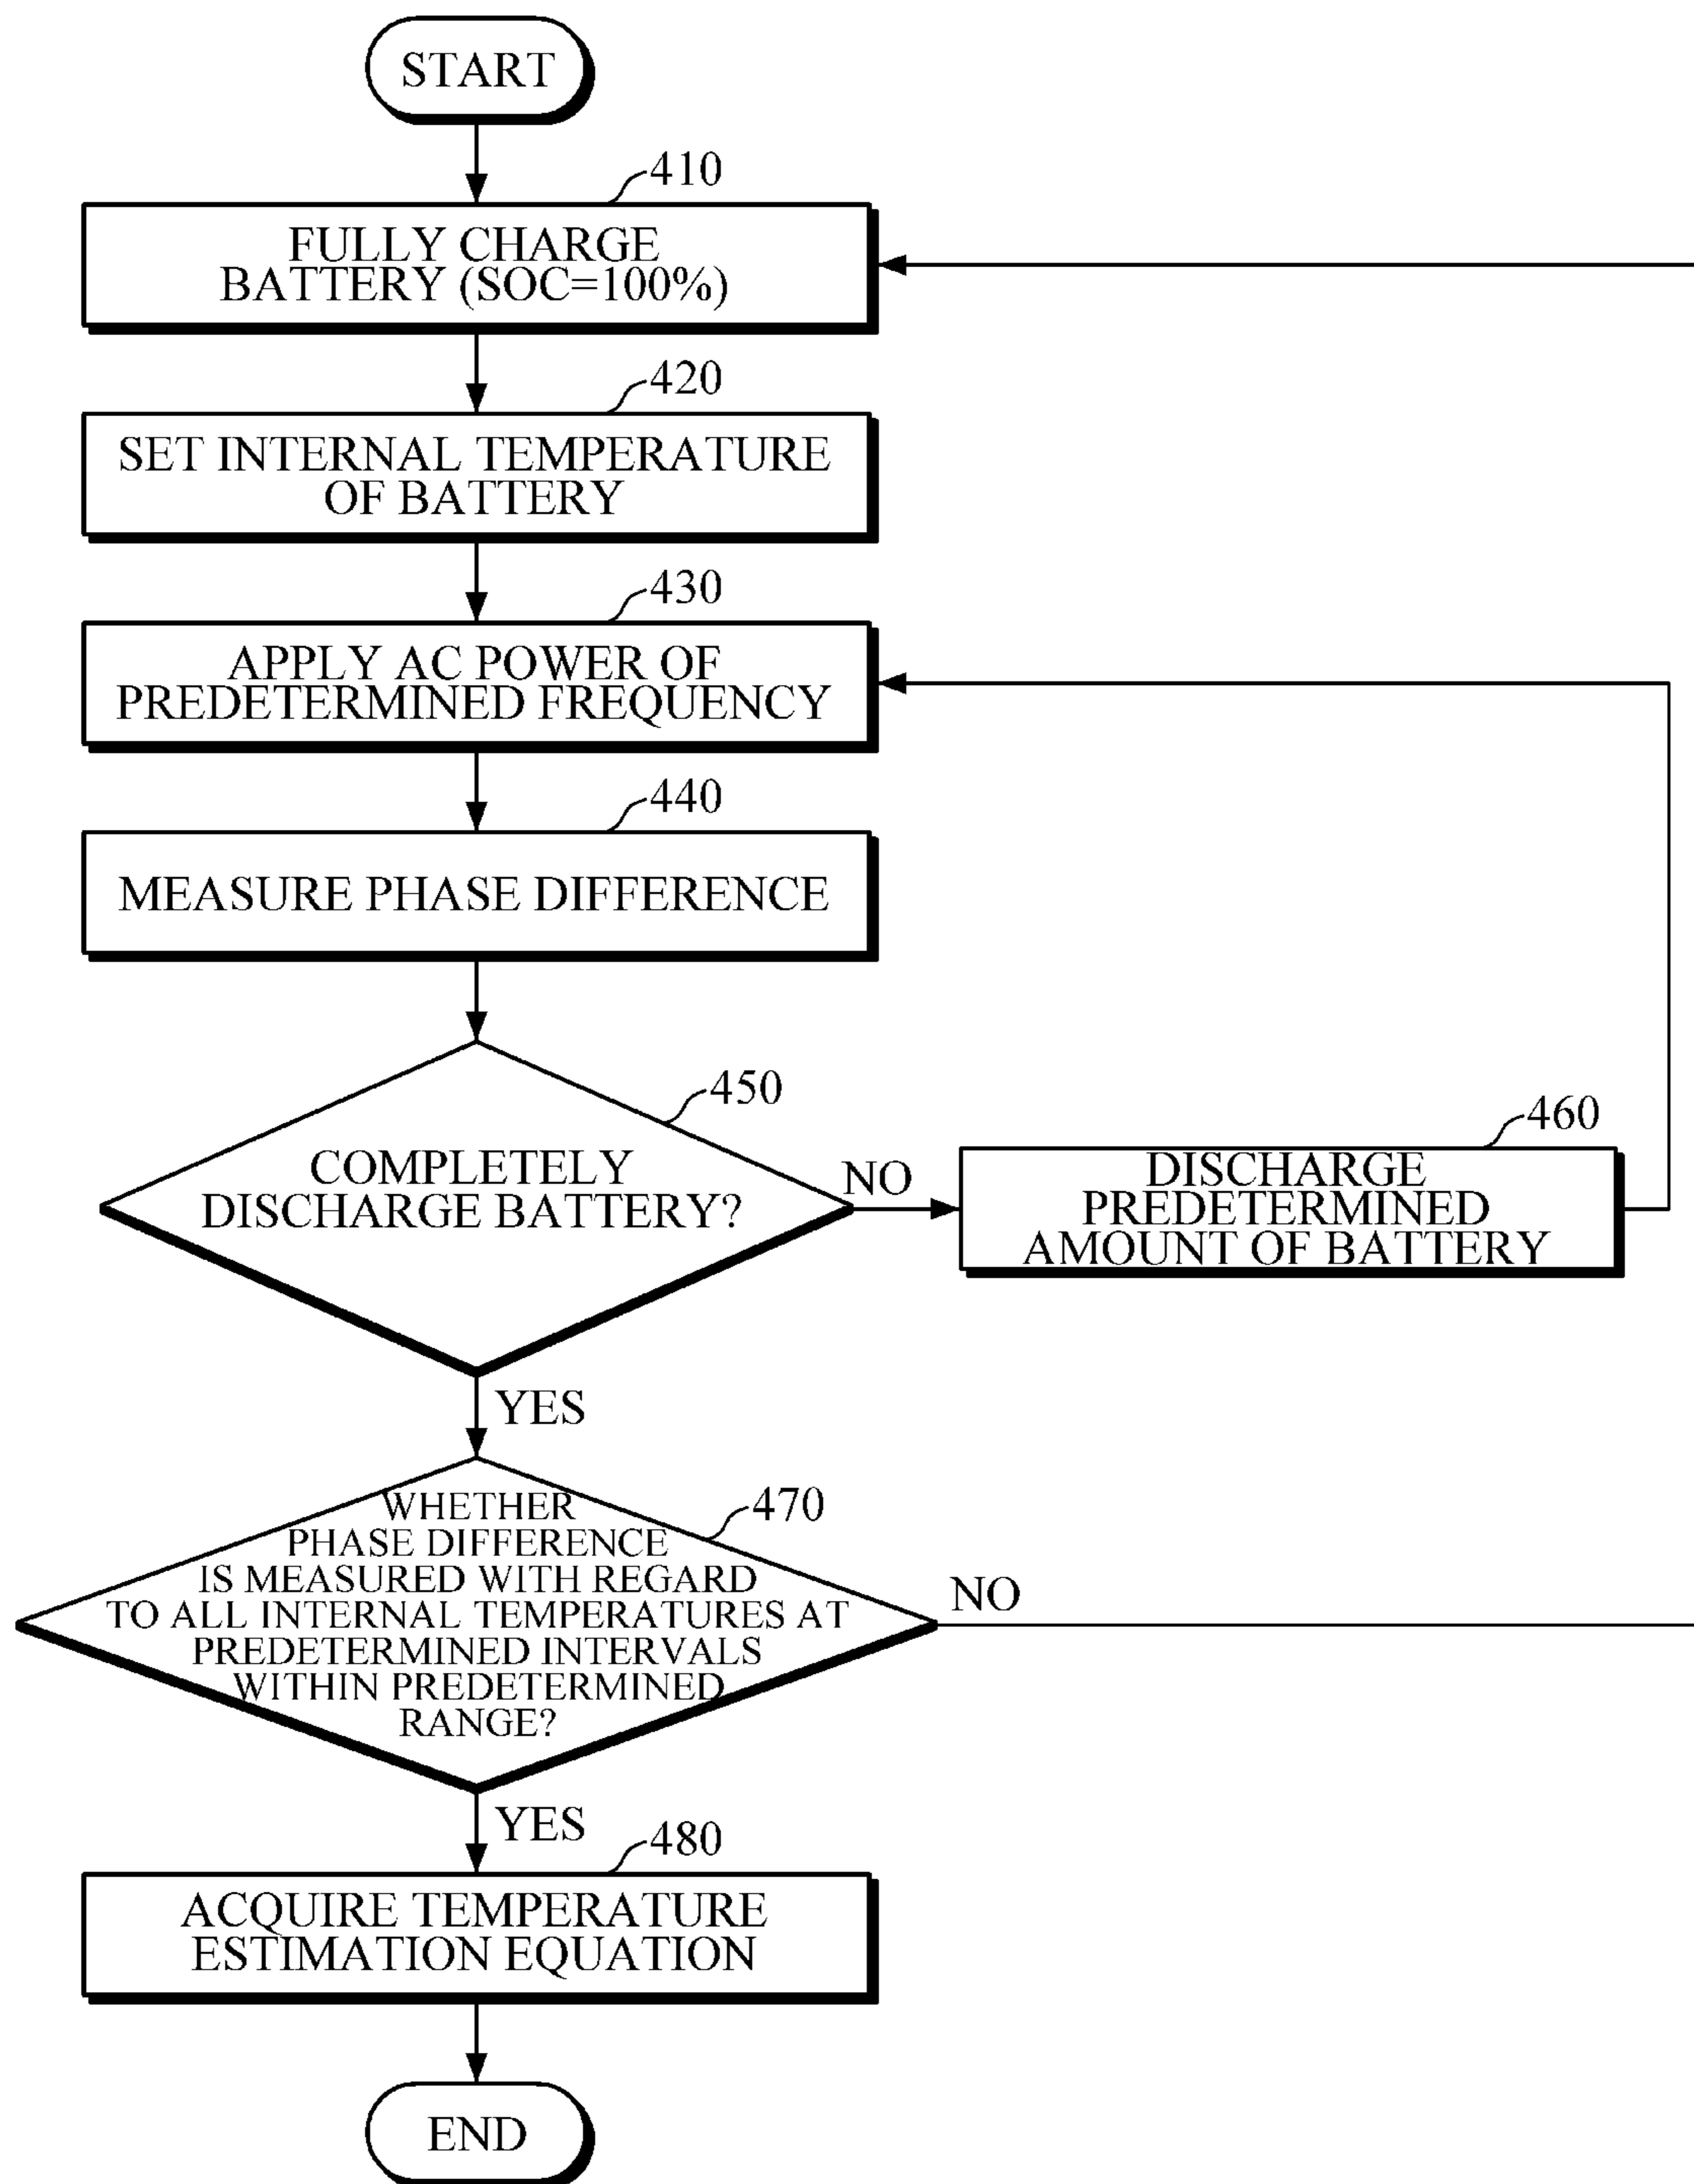 START
410
FULLY CHARGE
BATTERY (SOC=100%)
420
SET INTERNAL TEMPERATURE
OF BATTERY
430
APPLY AC POWER OF
PREDETERMINED FREQUENCY
440
MEASURE PHASE DIFFERENCE
450
COMPLETELY
DISCHARGE BATTERY?
NO
460
DISCHARGE
PREDETERMINED
AMOUNT OF BATTERY
YES
470
WHETHER
PHASE DIFFERENCE
IS MEASURED WITH REGARD
TO ALL INTERNAL TEMPERATURES AT
PREDETERMINED INTERVALS
WITHIN PREDETERMINED
RANGE?
NO
YES
480
ACQUIRE TEMPERATURE
ESTIMATION EQUATION
END